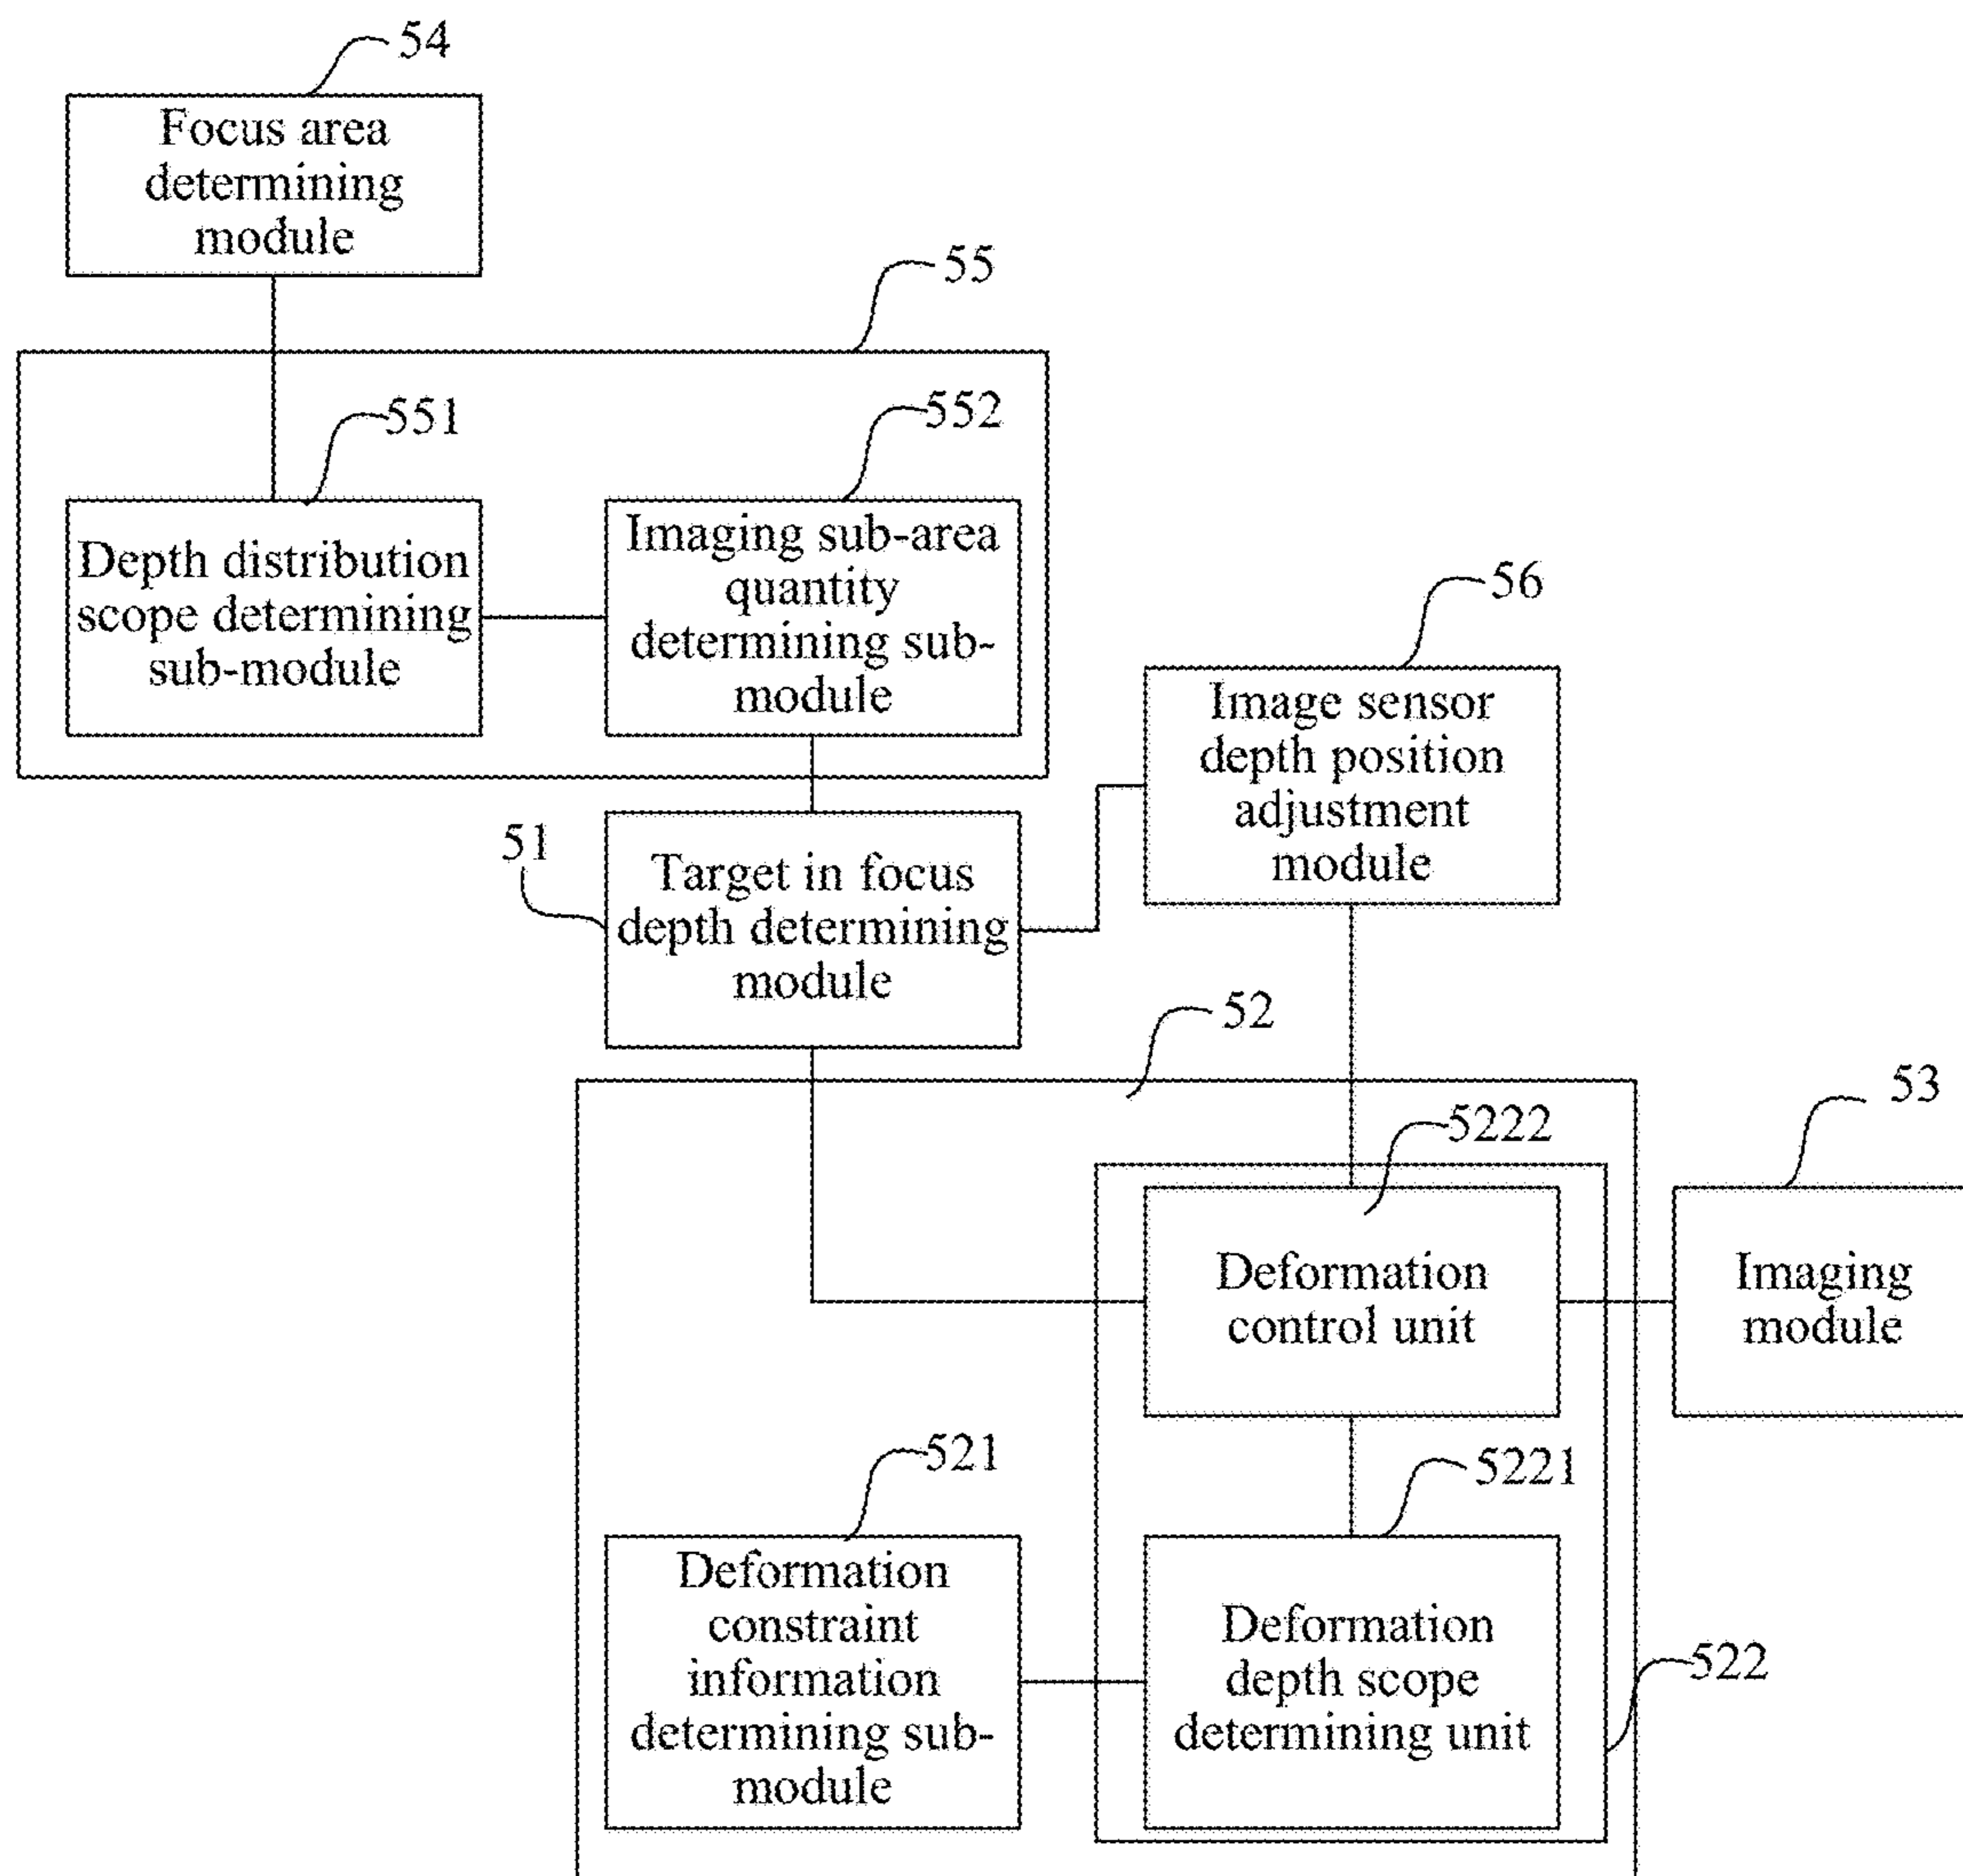 54
Focus area
determining
module
55
551
552
Depth distribution
scope determining
sub-module
Imaging sub-area
quantity
determining sub-
module
56
Image sensor
depth position
adjustment
module
51
Target in focus
depth determining
module
52
53
5222
Deformation
control unit
Imaging
module
521
5221
Deformation
constraint
information
determining sub-
module
Deformation
depth scope
determining unit
522